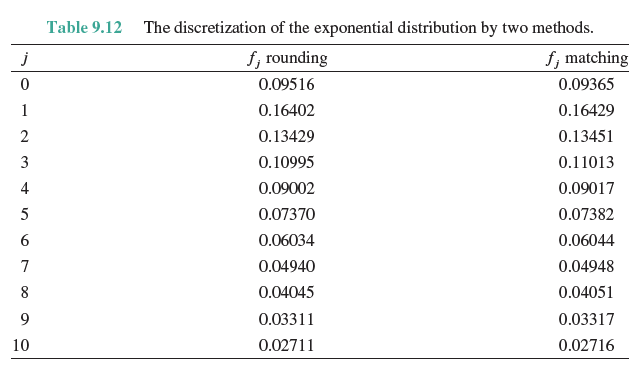 Table 9.12 The discretization of the exponential distribution by two methods.
j f_j rounding f_j matching
0 0.09516 0.09365
1 0.16402 0.16429
2 0.13429 0.13451
3 0.10995 0.11013
4 0.09002 0.09017
5 0.07370 0.07382
6 0.06034 0.06044
7 0.04940 0.04948
8 0.04045 0.04051
9 0.03311 0.03317
10 0.02711 0.02716